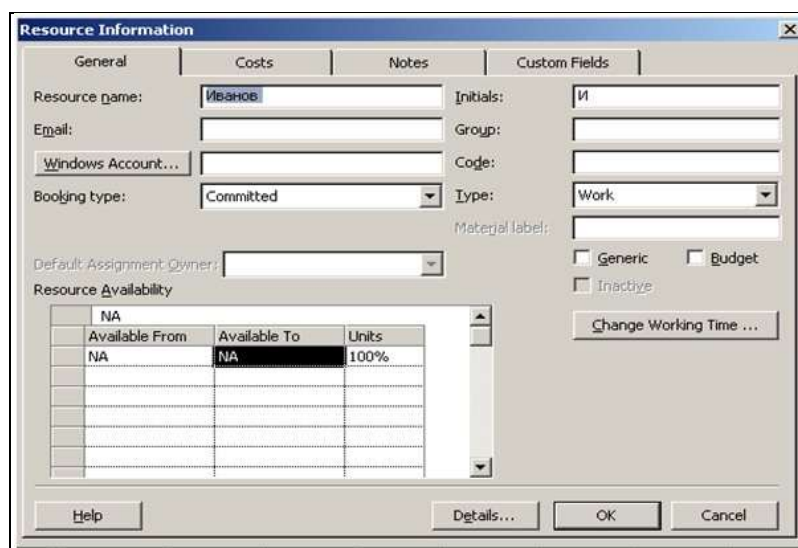 Resource Information
General Costs Notes Custom Fields
Resource name: Иванов Initials: И
Email: Group:
Windows Account... Code:
Booking type: Committed Type: Work
Material label:
Default Assignment Owner: Generic Budget
Resource Availability Inactive
NA Change Working Time ...
Available From Available To Units
NA NA 100%
Help Details... OK Cancel